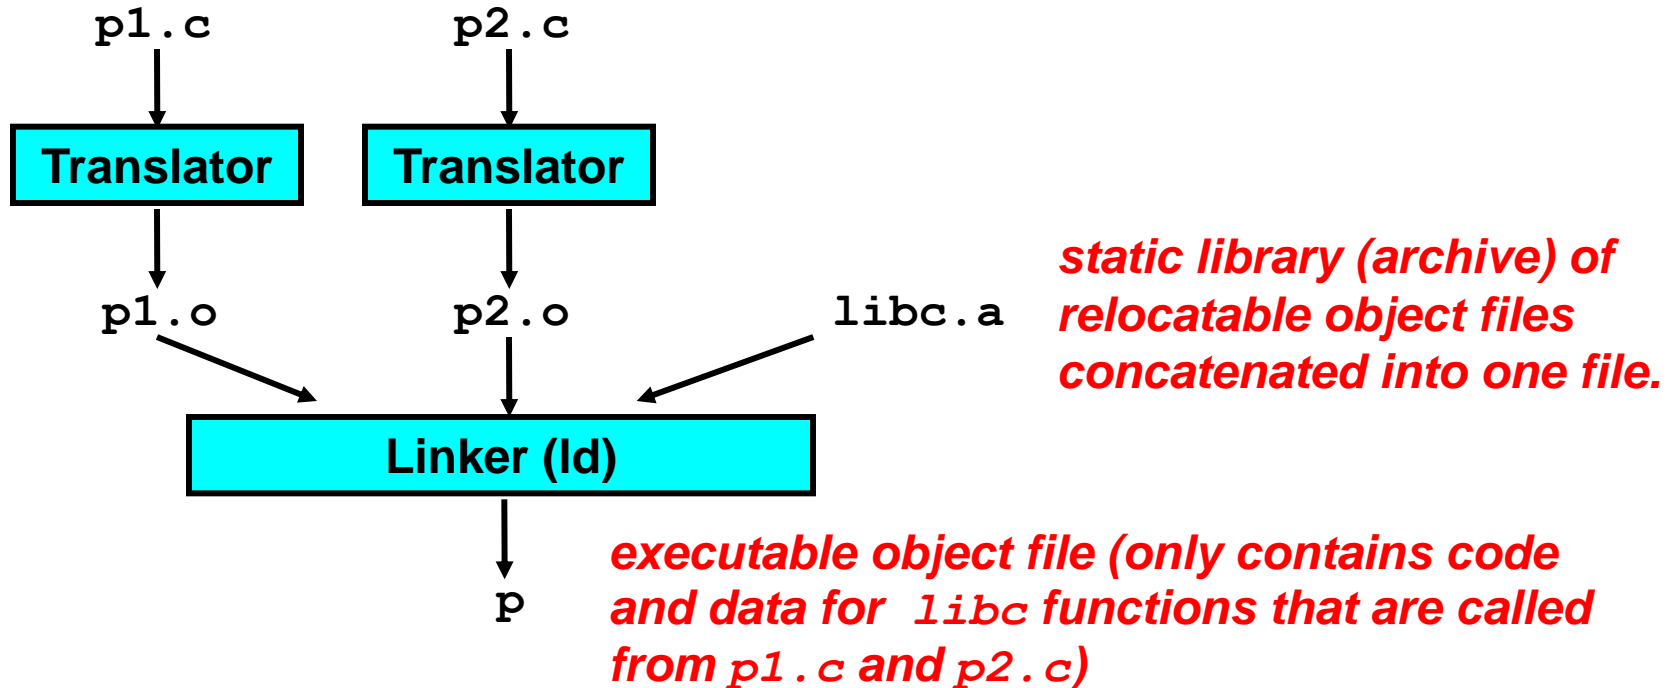 p1.c
p2.c
Translator
Translator
p1.o
p2.o
libc.a
static library (archive) of
relocatable object files
concatenated into one file.
Linker (ld)
p
executable object file (only contains code
and data for libc functions that are called
from p1.c and p2.c)